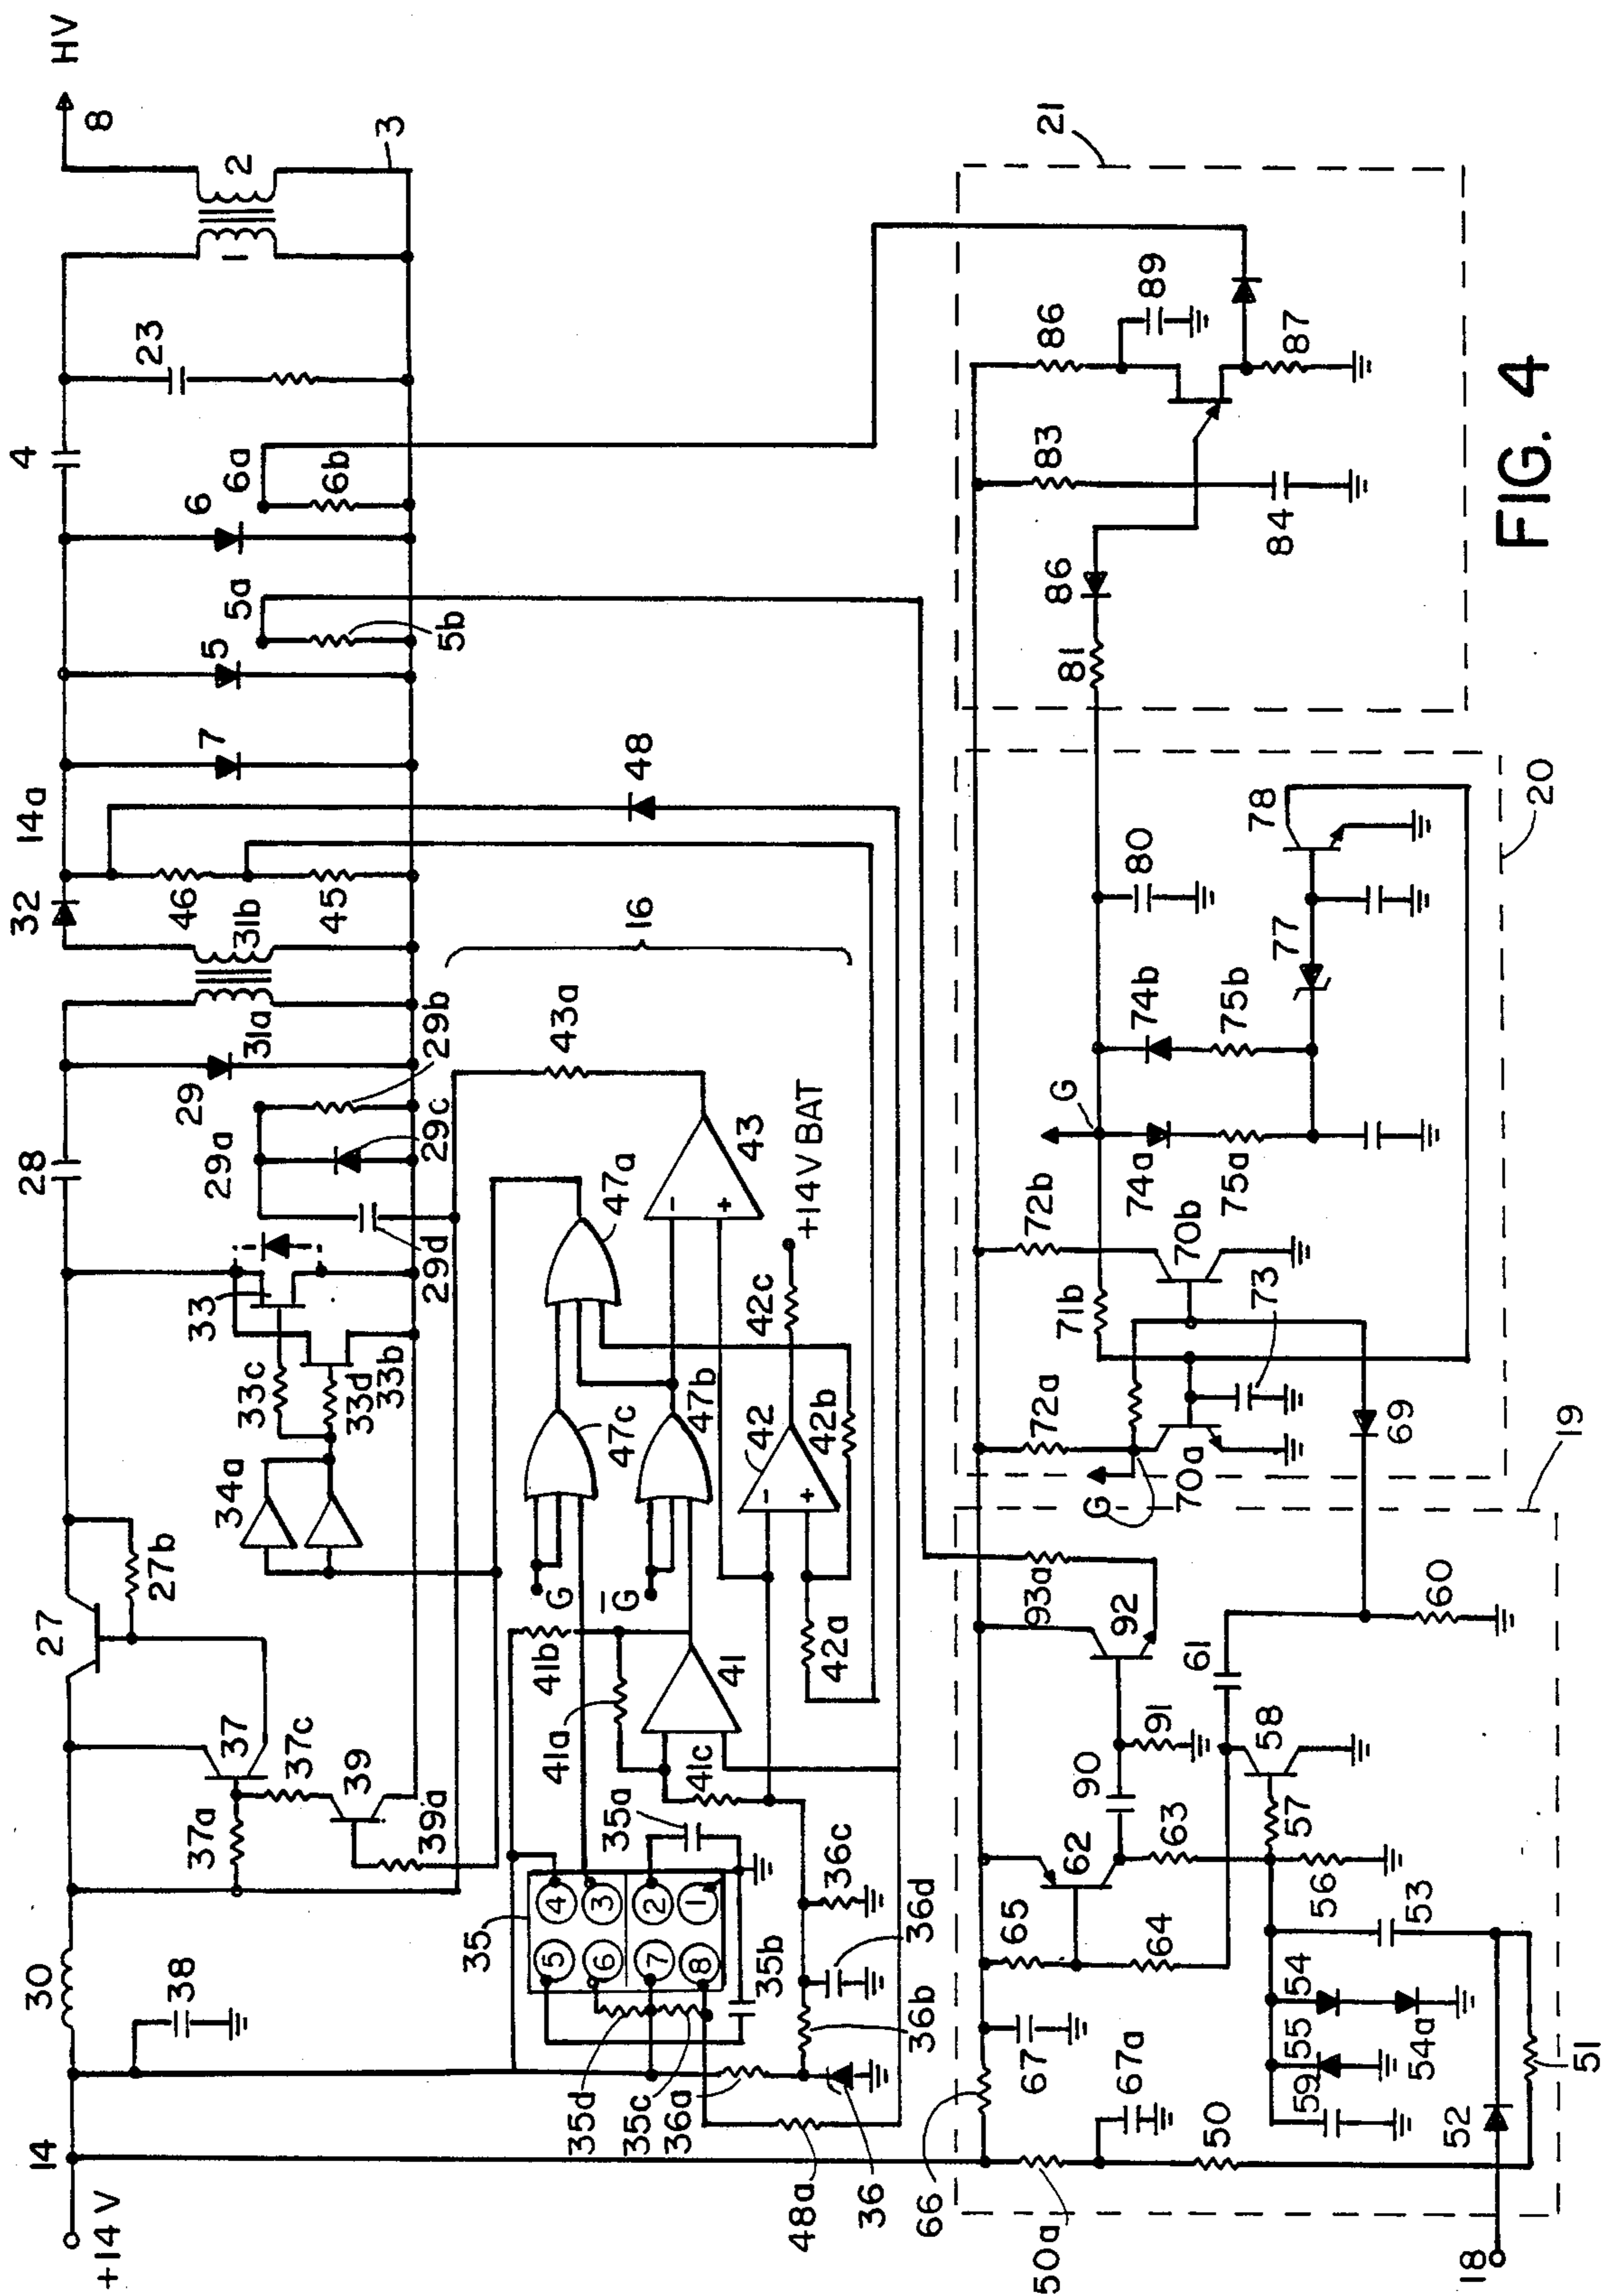 +14V
14
30
27
28
32
14a
4
8
HV
38
37
27b
34a
33
29a
29
31a
31b
46
45
7
5
5a
6
6a
6b
23
1
2
3
37a
37c
39
39a
33c
33d
33b
29d
29c
29b
5b
16
48
35
4
3
2
1
5
6
7
8
35a
35b
35c
35d
36a
36b
36c
36d
36
48a
41a
41b
41c
41
G
G̅
47c
47b
47a
43a
43
-
+
42
-
+
42a
42b
42c
+14V BAT
66
67
67a
50a
50
65
64
62
63
90
91
92
93a
61
58
57
56
53
54
54a
55
59
52
51
60
18
19
69
G
72a
70a
71b
73
70b
72b
G
74a
75a
74b
75b
77
78
80
20
81
86
83
84
86
89
87
21
FIG. 4